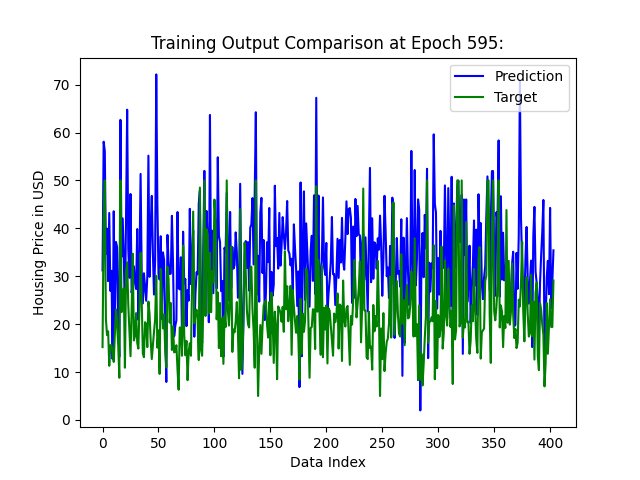 Training Output Comparison at Epoch 595:
Prediction
Target
Housing Price in USD
70
60
50
40
30
20
10
0
0 50 100 150 200 250 300 350 400
Data Index